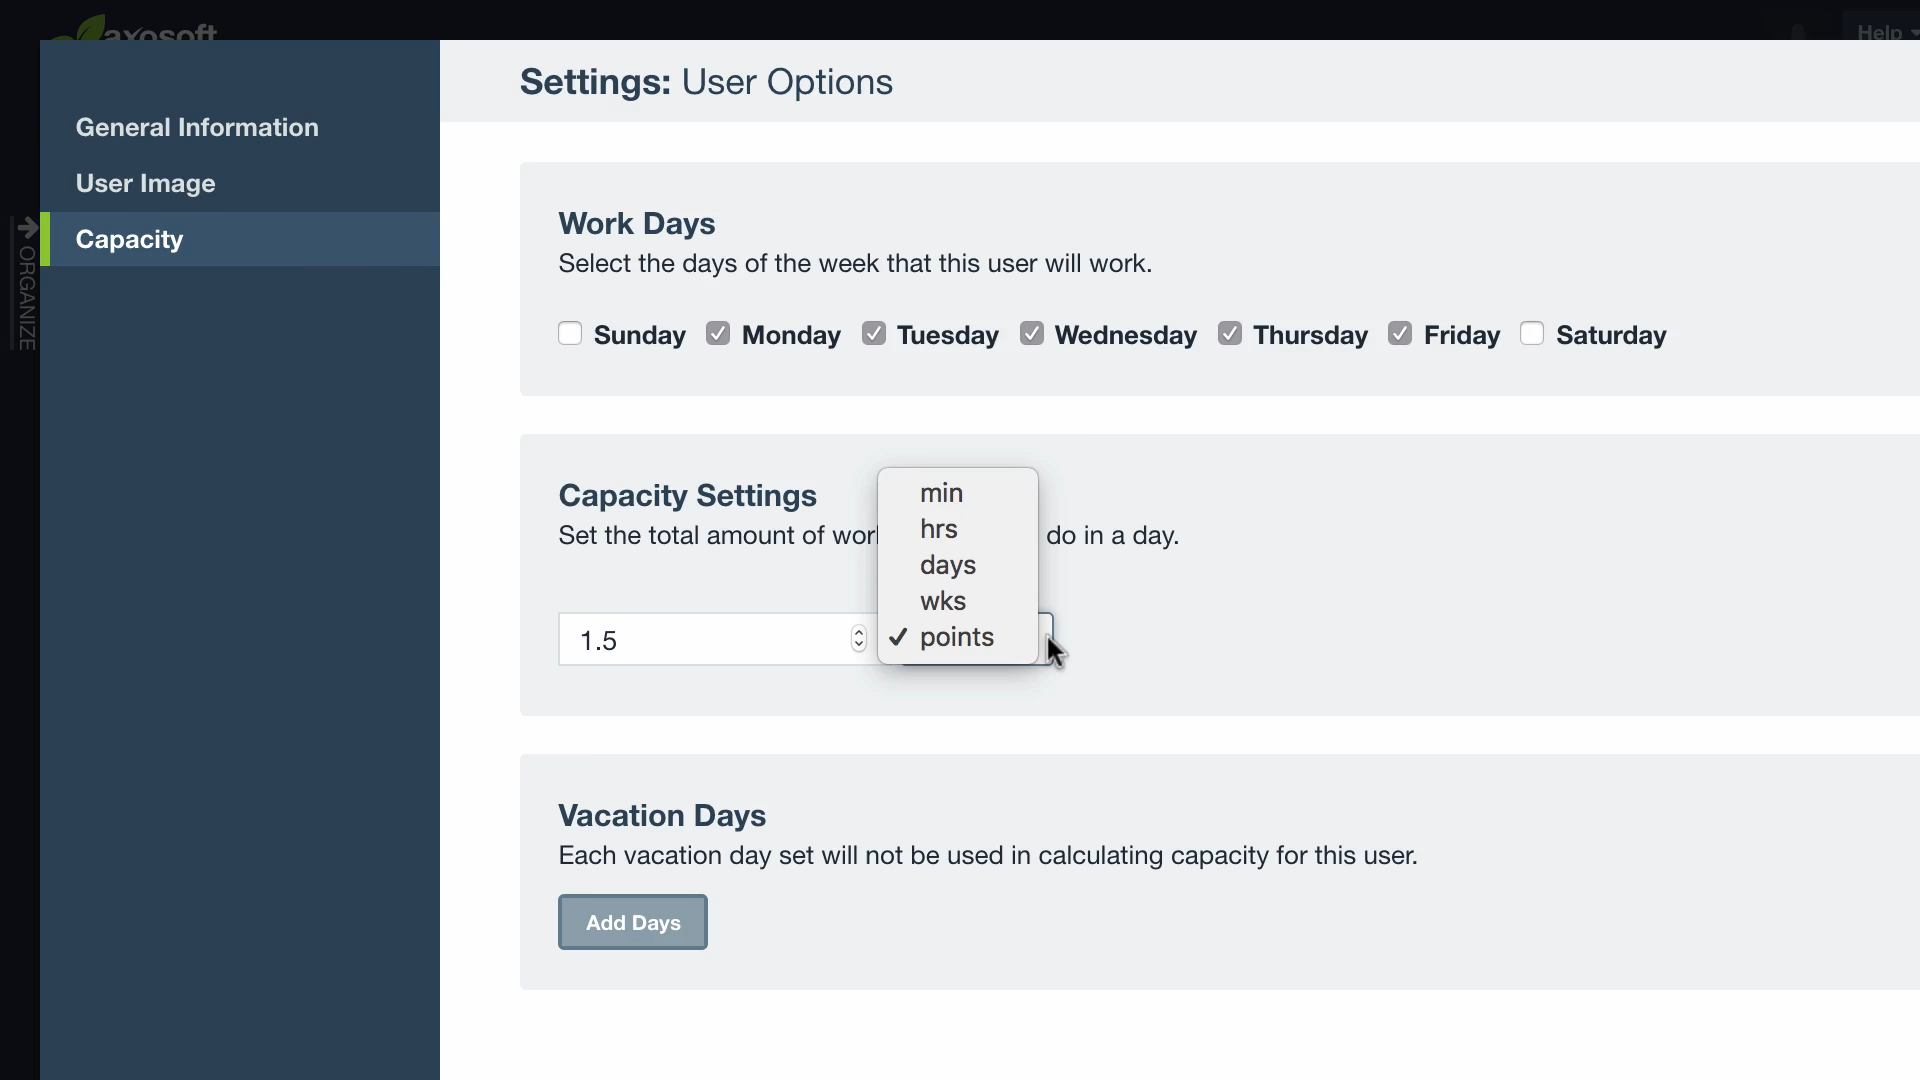 axosoft
Help
Settings: User Options
General Information
User Image
Capacity
ORGANIZE
Work Days
Select the days of the week that this user will work.
Sunday Monday Tuesday Wednesday Thursday Friday Saturday
Capacity Settings
Set the total amount of do in a day.
min
hrs
days
wks
points
1.5
Vacation Days
Each vacation day set will not be used in calculating capacity for this user.
Add Days